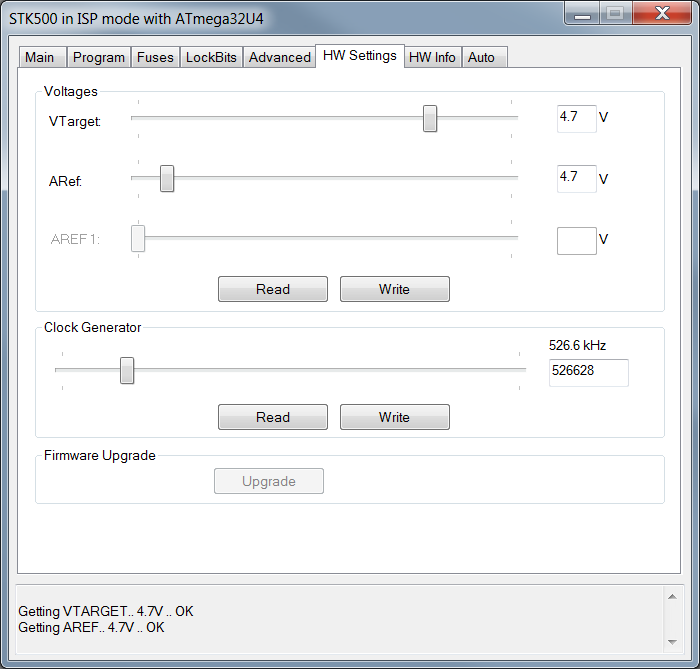 STK500 in ISP mode with ATmega32U4
Main Program Fuses LockBits Advanced HW Settings HW Info Auto
Voltages
VTarget: 4.7 V
ARef: 4.7 V
AREF 1: V
Read Write
Clock Generator
526.6 kHz
526628
Read Write
Firmware Upgrade
Upgrade
Getting VTARGET.. 4.7V .. OK
Getting AREF.. 4.7V .. OK